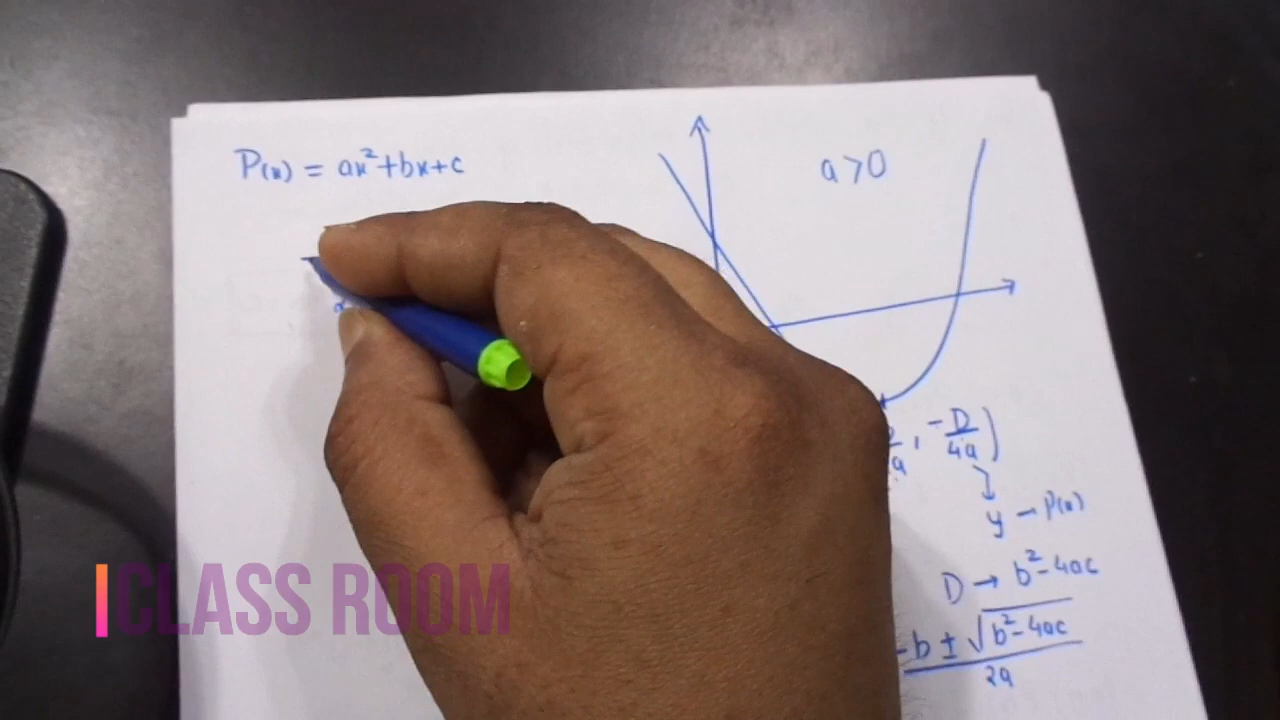 P(x) = ax²+bx+c
a>0
, -D/4a)
y → P(x)
D → b²-4ac
-b ± √b²-4ac
2a
CLASS ROOM